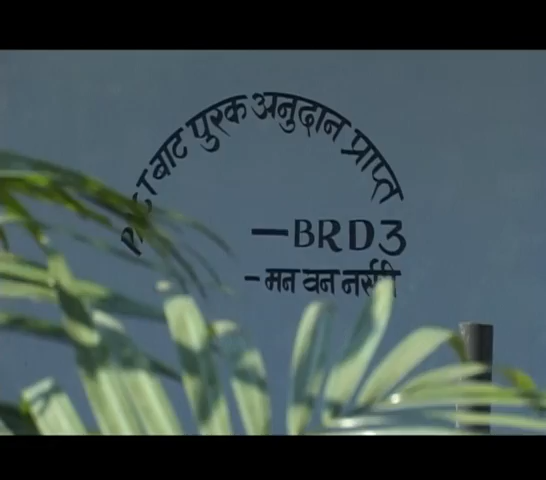 बाट पुरक अनुदान प्राप्त
—BRD3
-मन वन नर्सरी